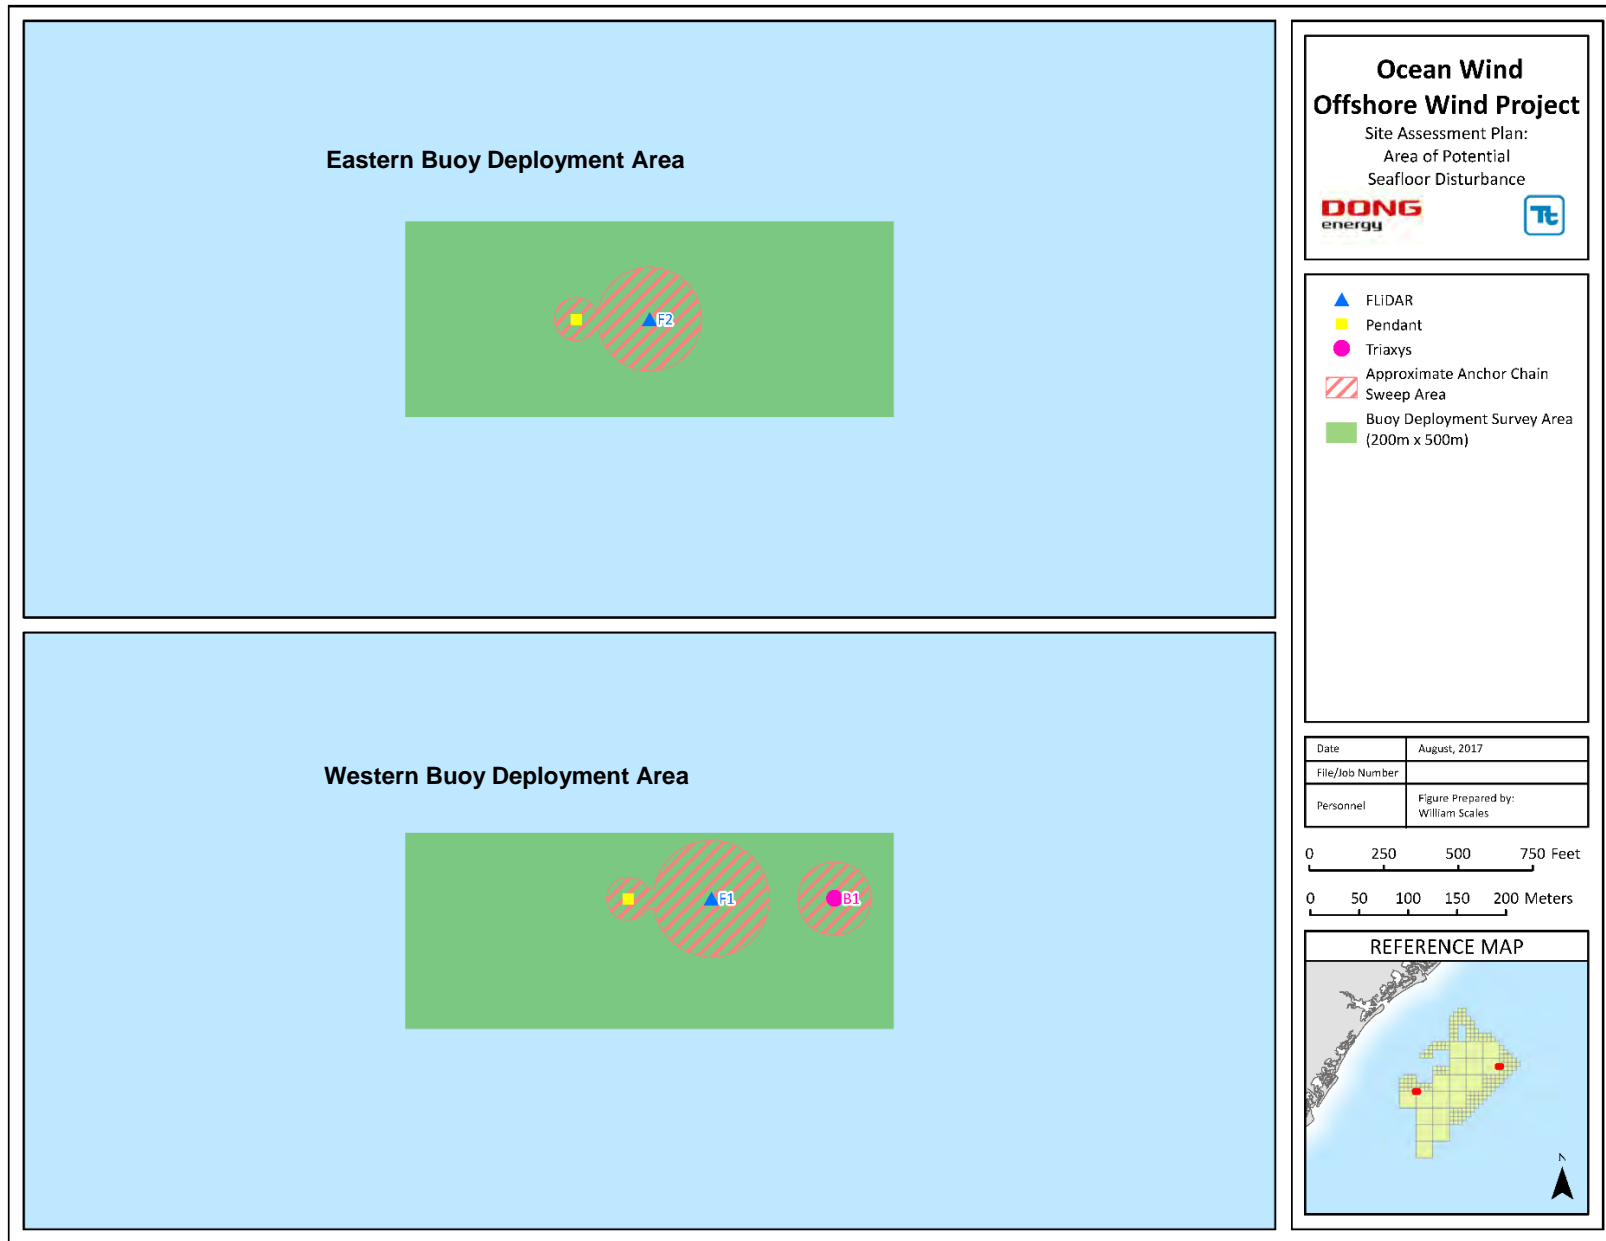 Eastern Buoy Deployment Area
F2
Western Buoy Deployment Area
F1
B1
Ocean Wind
Offshore Wind Project
Site Assessment Plan:
Area of Potential
Seafloor Disturbance
DONG
energy
Tt
FLiDAR
Pendant
Triaxys
Approximate Anchor Chain
Sweep Area
Buoy Deployment Survey Area
(200m x 500m)
Date August, 2017
File/Job Number
Personnel Figure Prepared by:
William Scales
0 250 500 750 Feet
0 50 100 150 200 Meters
REFERENCE MAP
N